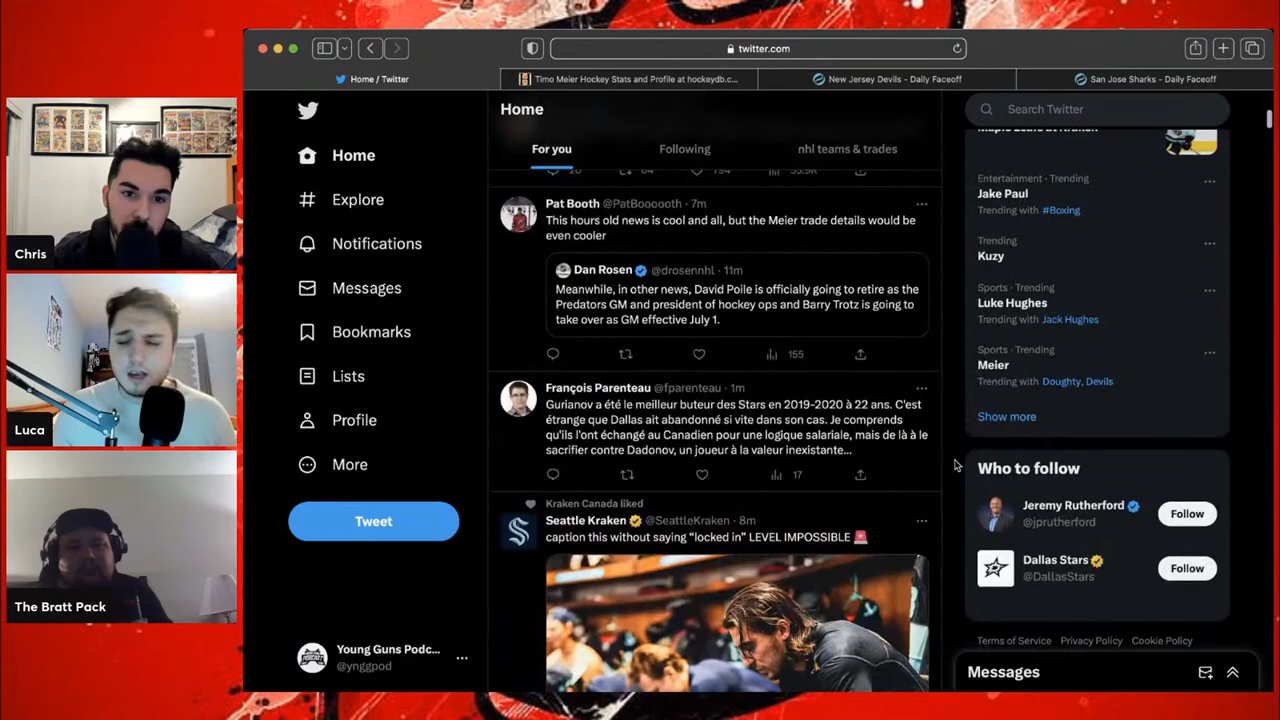 twitter.com
Home / Twitter
Timo Meier Hockey Stats and Profile at hockeydb.c...
New Jersey Devils - Daily Faceoff
San Jose Sharks - Daily Faceoff
Chris
Luca
The Bratt Pack
Home
Explore
Notifications
Messages
Bookmarks
Lists
Profile
More
Tweet
Young Guns Podc...
@ynggpod
Home
For you
Following
nhl teams & trades
Pat Booth @PatBoooooth · 7m
This hours old news is cool and all, but the Meier trade details would be
even cooler
Dan Rosen @drosennhl · 11m
Meanwhile, in other news, David Poile is officially going to retire as the
Predators GM and president of hockey ops and Barry Trotz is going to
take over as GM effective July 1.
155
François Parenteau @fparenteau · 1m
Gurianov a été le meilleur buteur des Stars en 2019-2020 à 22 ans. C'est
étrange que Dallas ait abandonné si vite dans son cas. Je comprends
qu'ils l'ont échangé au Canadien pour une logique salariale, mais de là à le
sacrifier contre Dadonov, un joueur à la valeur inexistante...
17
Kraken Canada liked
Seattle Kraken @SeattleKraken · 8m
caption this without saying “locked in” LEVEL IMPOSSIBLE 🚨
Search Twitter
Maple Leafs at Kraken
Entertainment · Trending
Jake Paul
Trending with #Boxing
Trending
Kuzy
Sports · Trending
Luke Hughes
Trending with Jack Hughes
Sports · Trending
Meier
Trending with Doughty, Devils
Show more
Who to follow
Jeremy Rutherford
@jprutherford
Follow
Dallas Stars
@DallasStars
Follow
Terms of Service Privacy Policy Cookie Policy
Messages